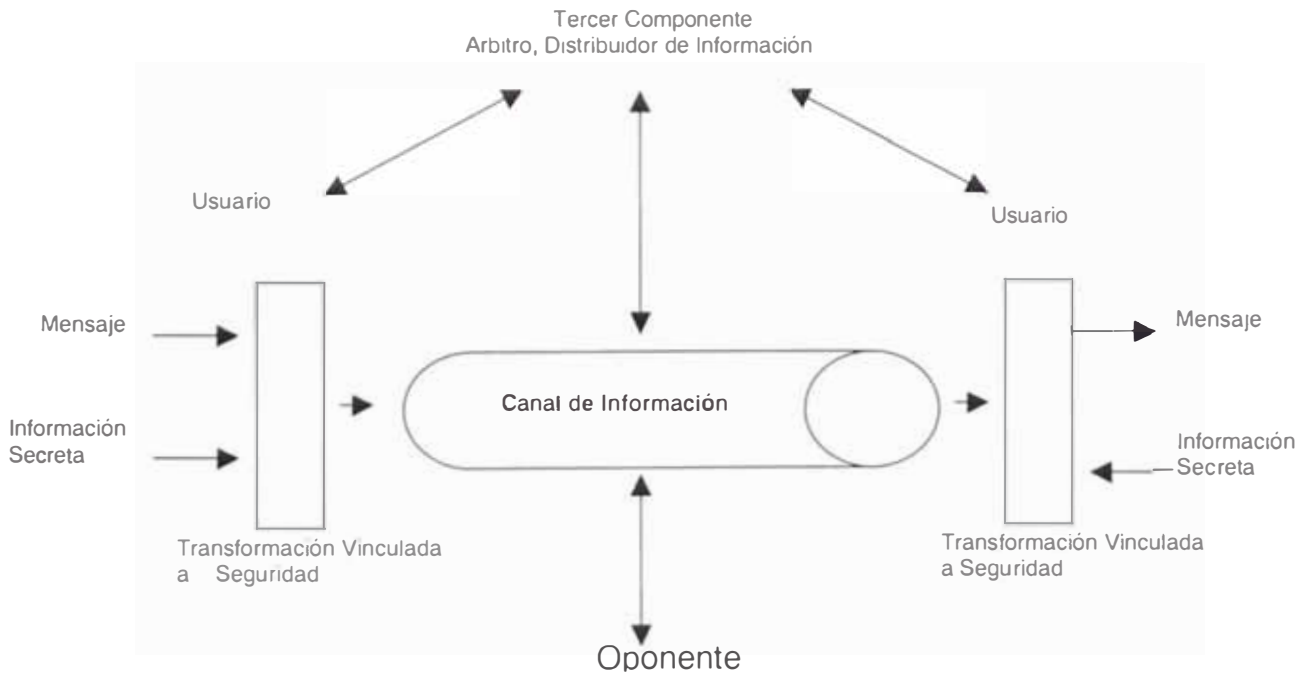 Tercer Componente
Arbitro, Distribuidor de Información
Usuario
Usuario
Mensaje
Mensaje
Canal de Información
Información
Secreta
Información
Secreta
Transformación Vinculada
a Seguridad
Transformación Vinculada
a Seguridad
Oponente